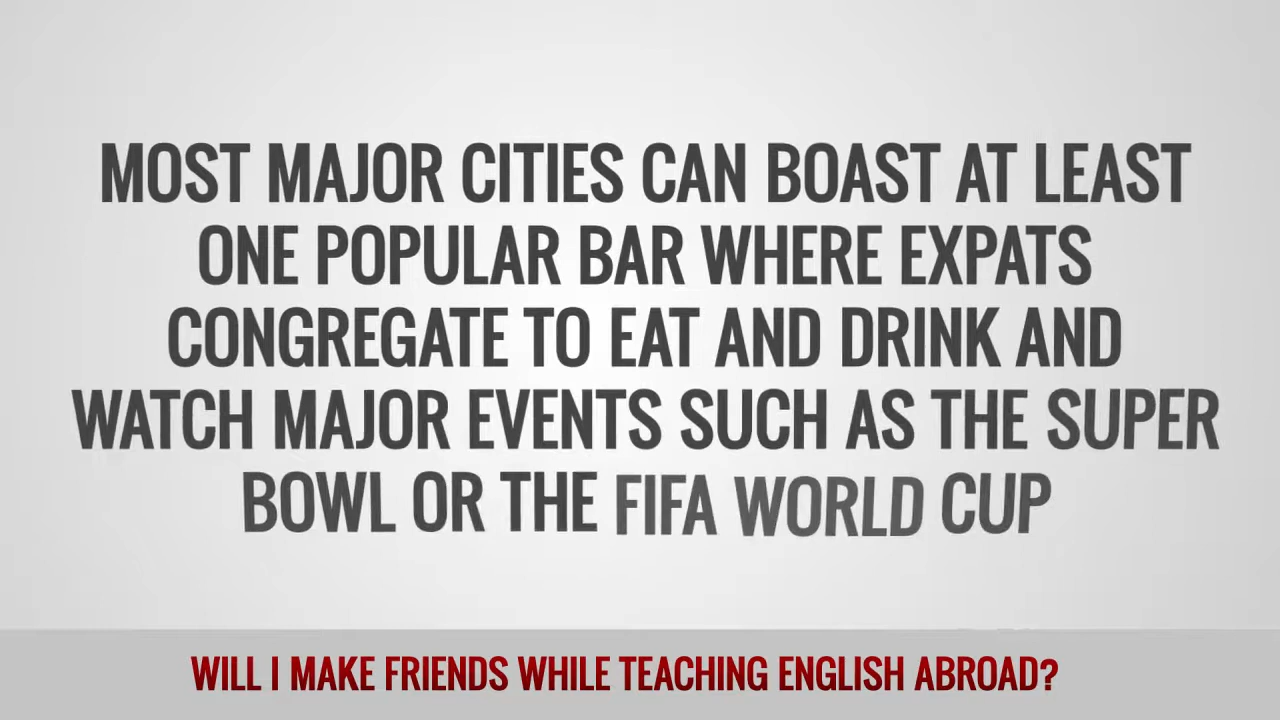 MOST MAJOR CITIES CAN BOAST AT LEAST
ONE POPULAR BAR WHERE EXPATS
CONGREGATE TO EAT AND DRINK AND
WATCH MAJOR EVENTS SUCH AS THE SUPER
BOWL OR THE FIFA WORLD CUP
WILL I MAKE FRIENDS WHILE TEACHING ENGLISH ABROAD?